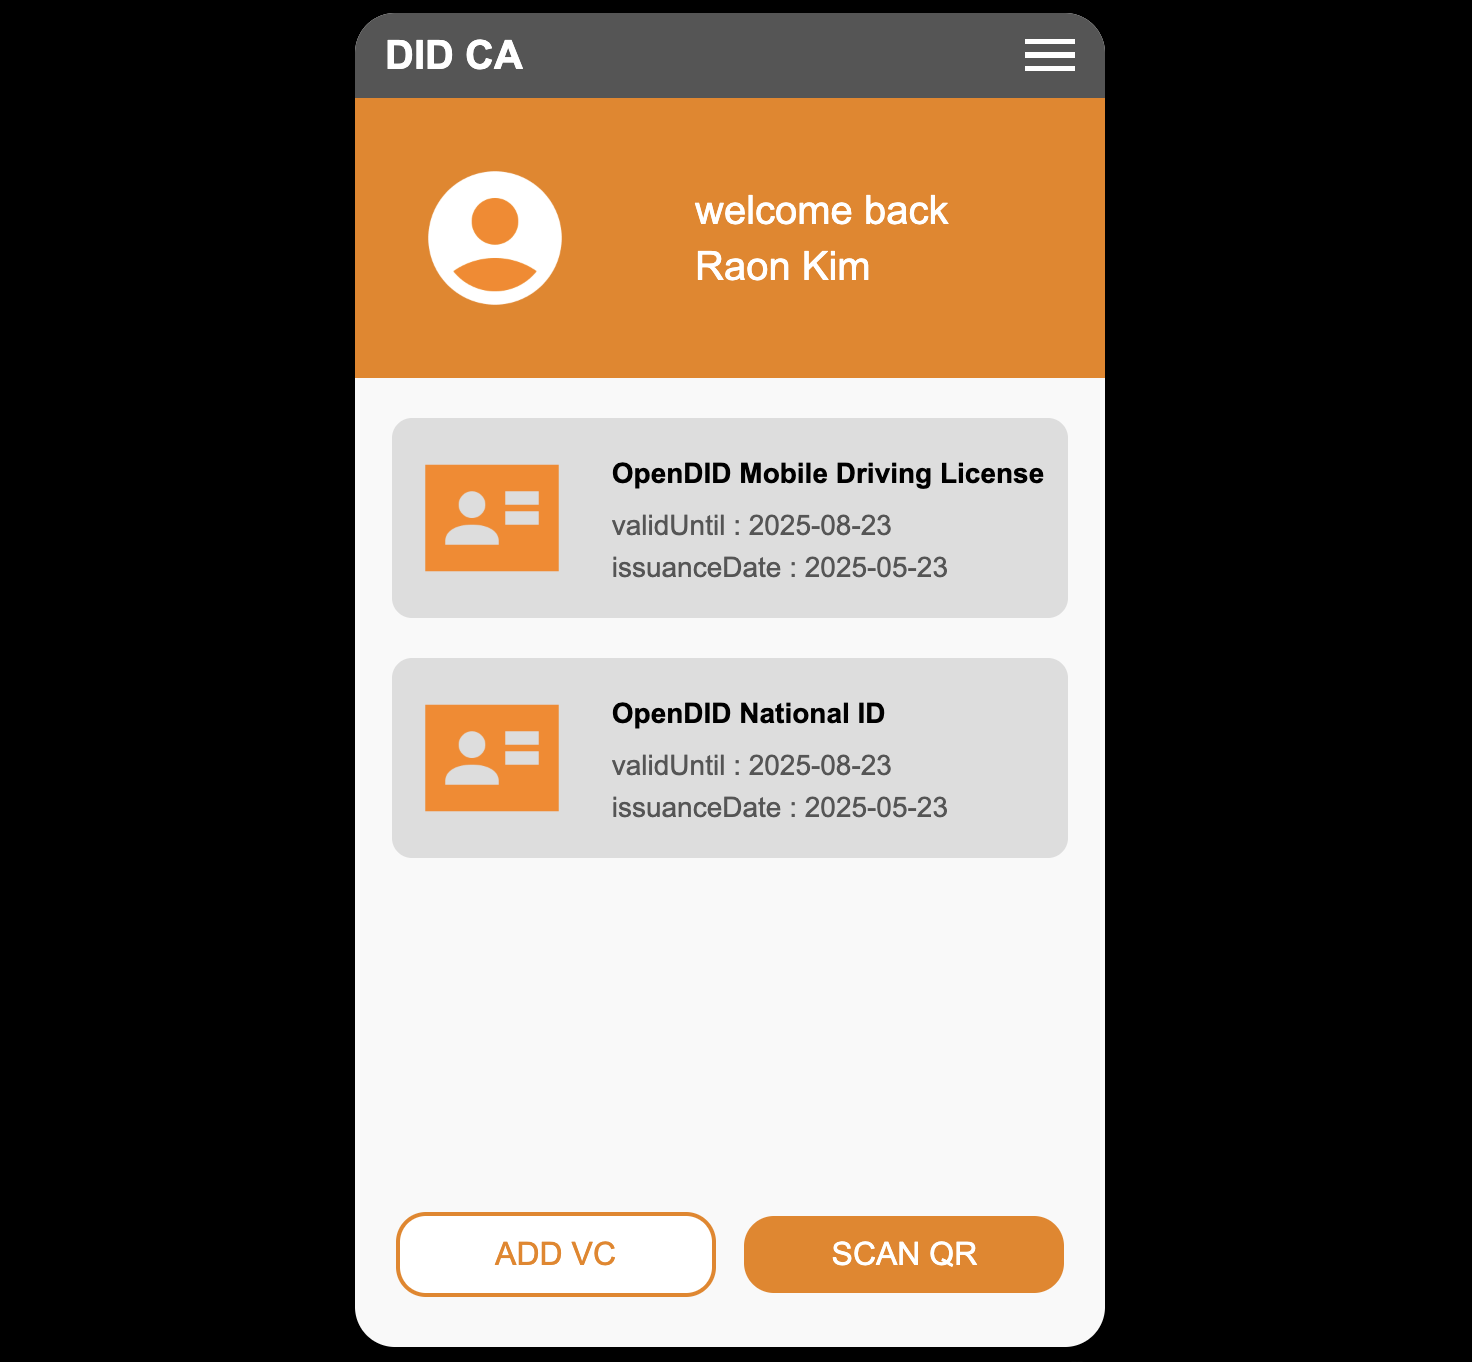 DID CA
welcome back
Raon Kim
OpenDID Mobile Driving License
validUntil : 2025-08-23
issuanceDate : 2025-05-23
OpenDID National ID
validUntil : 2025-08-23
issuanceDate : 2025-05-23
ADD VC
SCAN QR